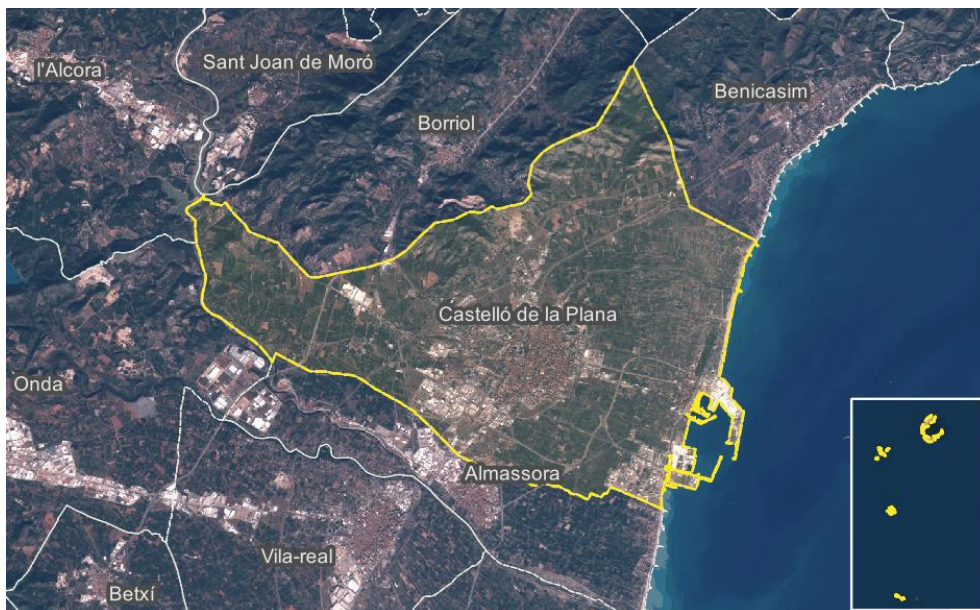 l'Alcora
Sant Joan de Moró
Benicasim
Borriol
Castelló de la Plana
Onda
Almassora
Vila-real
Betxí